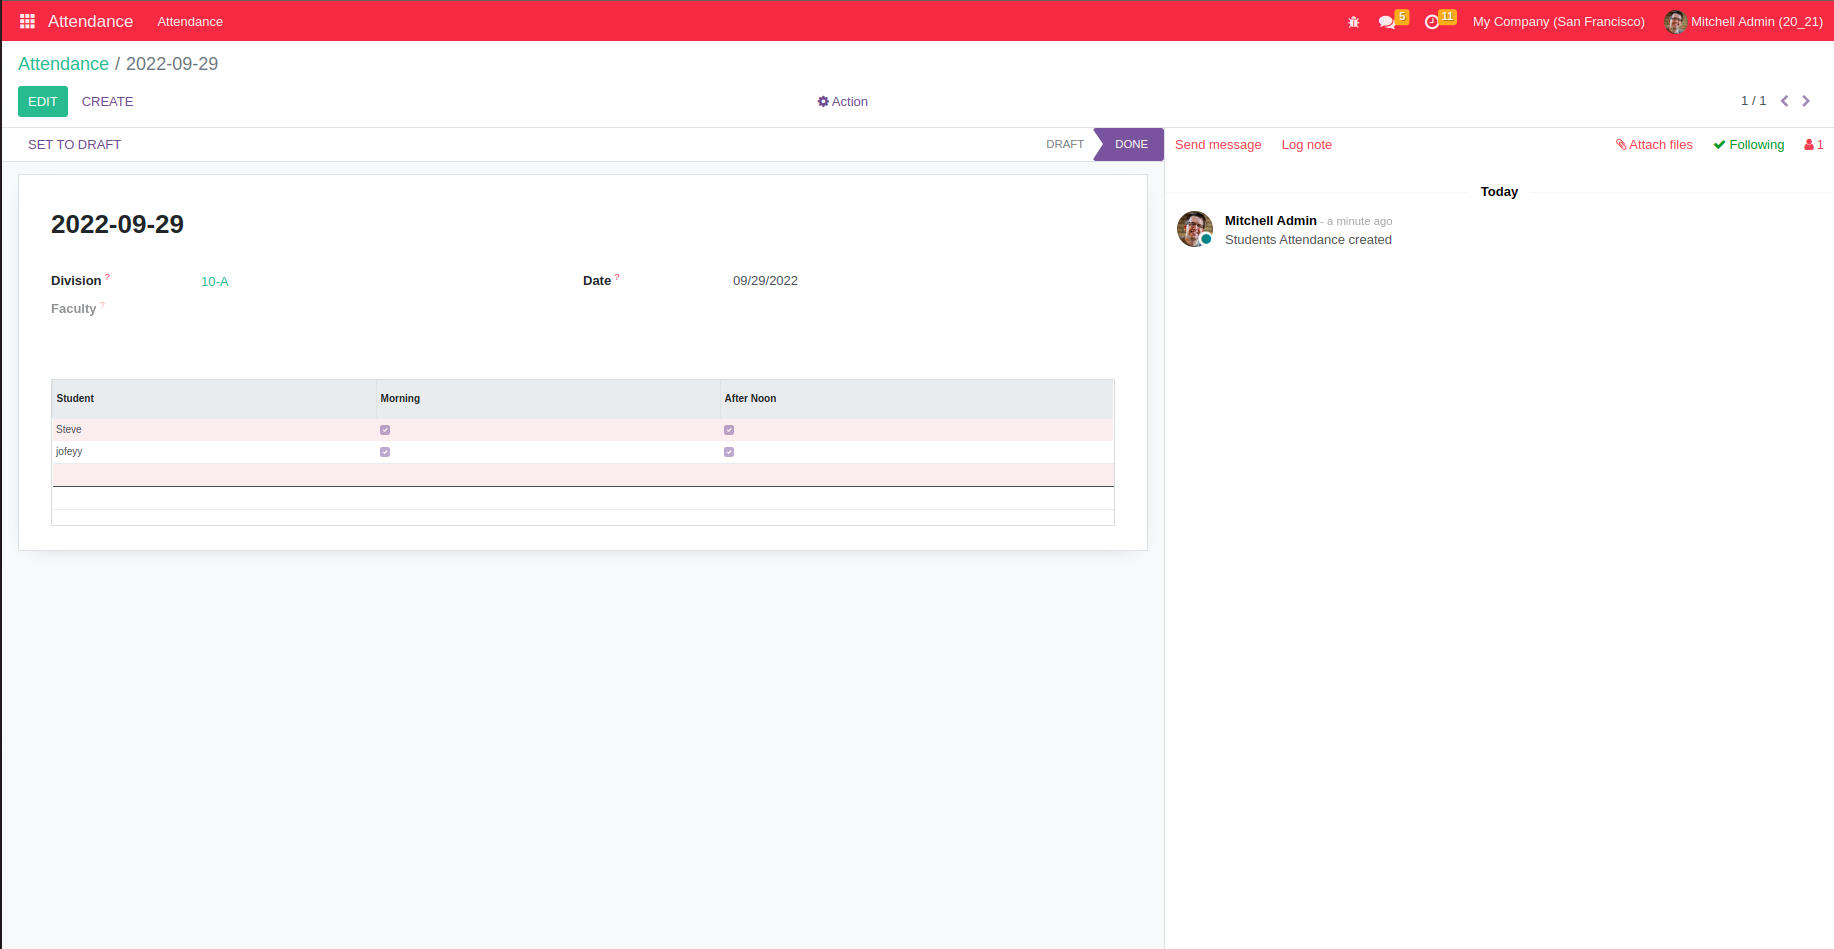 Attendance Attendance 5 11 My Company (San Francisco) Mitchell Admin (20_21)
Attendance / 2022-09-29
EDIT CREATE Action 1 / 1
SET TO DRAFT DRAFT DONE Send message Log note Attach files Following 1
Today
Mitchell Admin - a minute ago
Students Attendance created
2022-09-29
Division ? 10-A Date ? 09/29/2022
Faculty ?
Student Morning After Noon
Steve
jofeyy